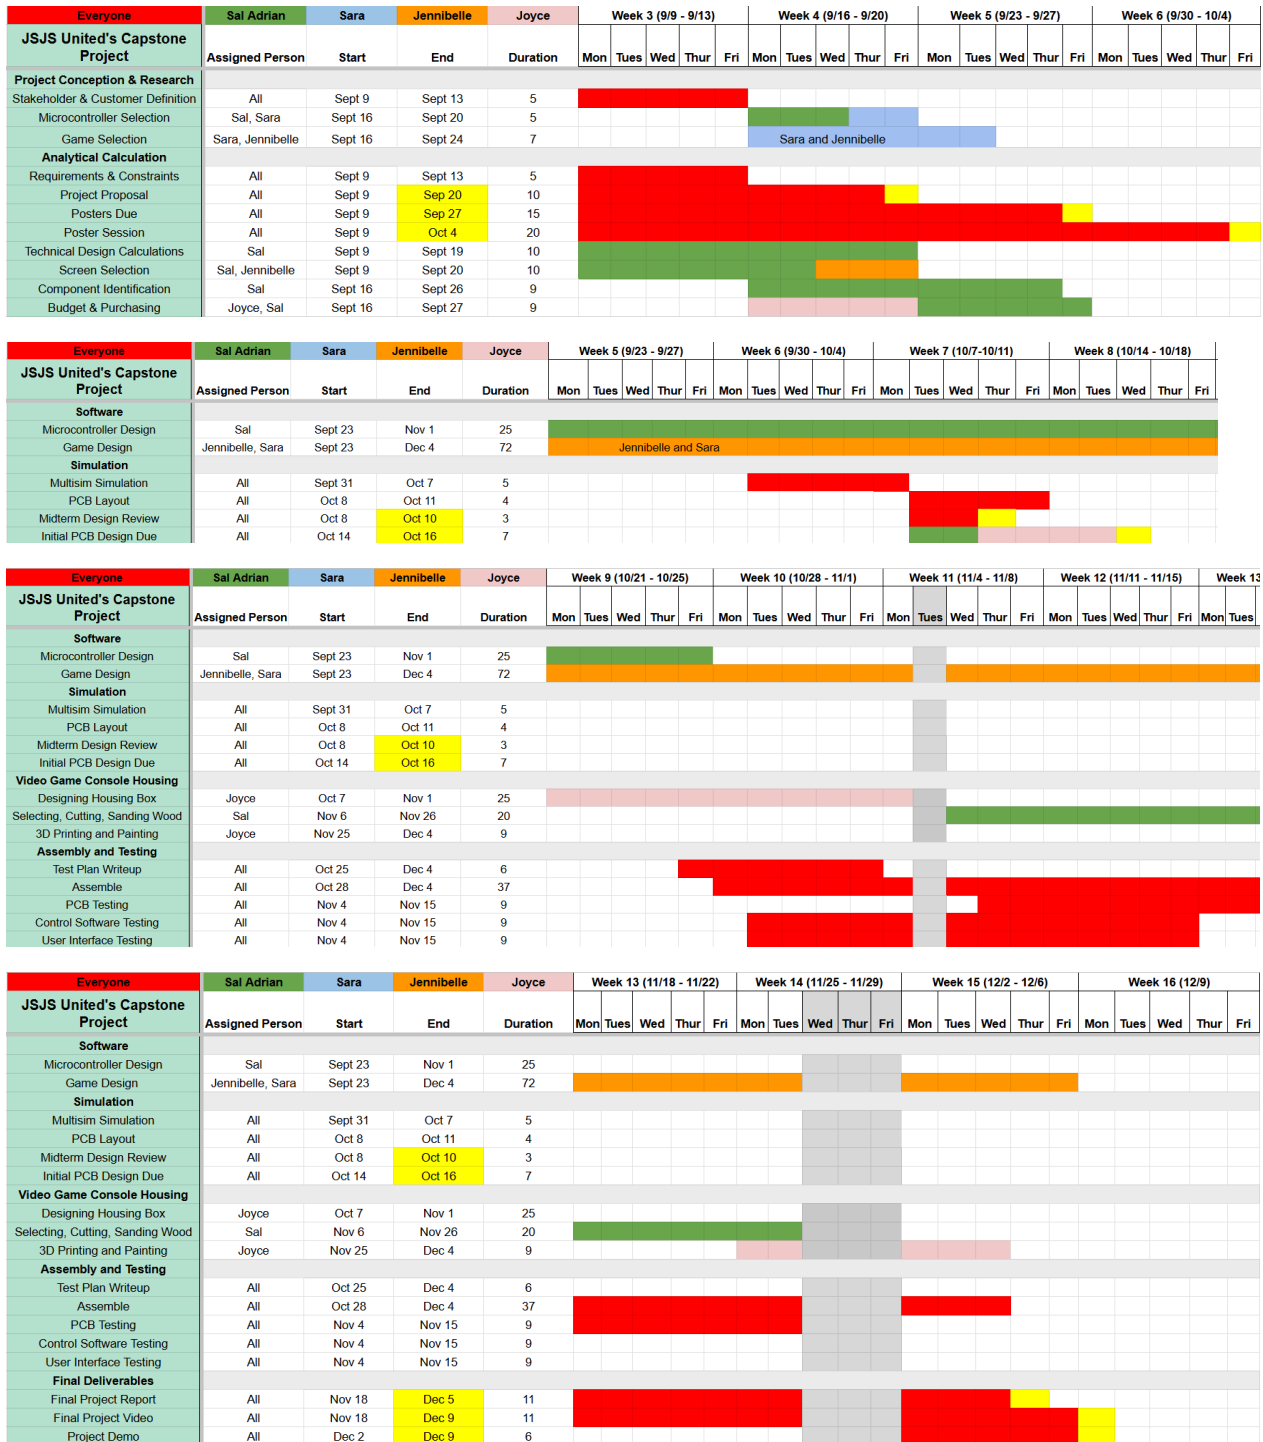 Everyone Sal Adrian Sara Jennibelle Joyce Week 3 (9/9 - 9/13) Week 4 (9/16 - 9/20) Week 5 (9/23 - 9/27) Week 6 (9/30 - 10/4)
JSJS United's Capstone
Project Assigned Person Start End Duration Mon Tues Wed Thur Fri Mon Tues Wed Thur Fri Mon Tues Wed Thur Fri Mon Tues Wed Thur Fri
Project Conception & Research
Stakeholder & Customer Definition All Sept 9 Sept 13 5
Microcontroller Selection Sal, Sara Sept 16 Sept 20 5
Game Selection Sara, Jennibelle Sept 16 Sept 24 7 Sara and Jennibelle
Analytical Calculation
Requirements & Constraints All Sept 9 Sept 13 5
Project Proposal All Sept 9 Sep 20 10
Posters Due All Sept 9 Sep 27 15
Poster Session All Sept 9 Oct 4 20
Technical Design Calculations Sal Sept 9 Sept 19 10
Screen Selection Sal, Jennibelle Sept 9 Sept 20 10
Component Identification Sal Sept 16 Sept 26 9
Budget & Purchasing Joyce, Sal Sept 16 Sept 27 9
Everyone Sal Adrian Sara Jennibelle Joyce Week 5 (9/23 - 9/27) Week 6 (9/30 - 10/4) Week 7 (10/7-10/11) Week 8 (10/14 - 10/18)
JSJS United's Capstone
Project Assigned Person Start End Duration Mon Tues Wed Thur Fri Mon Tues Wed Thur Fri Mon Tues Wed Thur Fri Mon Tues Wed Thur Fri
Software
Microcontroller Design Sal Sept 23 Nov 1 25
Game Design Jennibelle, Sara Sept 23 Dec 4 72 Jennibelle and Sara
Simulation
Multisim Simulation All Sept 31 Oct 7 5
PCB Layout All Oct 8 Oct 11 4
Midterm Design Review All Oct 8 Oct 10 3
Initial PCB Design Due All Oct 14 Oct 16 7
Everyone Sal Adrian Sara Jennibelle Joyce Week 9 (10/21 - 10/25) Week 10 (10/28 - 11/1) Week 11 (11/4 - 11/8) Week 12 (11/11 - 11/15) Week 13
JSJS United's Capstone
Project Assigned Person Start End Duration Mon Tues Wed Thur Fri Mon Tues Wed Thur Fri Mon Tues Wed Thur Fri Mon Tues Wed Thur Fri Mon Tues
Software
Microcontroller Design Sal Sept 23 Nov 1 25
Game Design Jennibelle, Sara Sept 23 Dec 4 72
Simulation
Multisim Simulation All Sept 31 Oct 7 5
PCB Layout All Oct 8 Oct 11 4
Midterm Design Review All Oct 8 Oct 10 3
Initial PCB Design Due All Oct 14 Oct 16 7
Video Game Console Housing
Designing Housing Box Joyce Oct 7 Nov 1 25
Selecting, Cutting, Sanding Wood Sal Nov 6 Nov 26 20
3D Printing and Painting Joyce Nov 25 Dec 4 9
Assembly and Testing
Test Plan Writeup All Oct 25 Dec 4 6
Assemble All Oct 28 Dec 4 37
PCB Testing All Nov 4 Nov 15 9
Control Software Testing All Nov 4 Nov 15 9
User Interface Testing All Nov 4 Nov 15 9
Everyone Sal Adrian Sara Jennibelle Joyce Week 13 (11/18 - 11/22) Week 14 (11/25 - 11/29) Week 15 (12/2 - 12/6) Week 16 (12/9)
JSJS United's Capstone
Project Assigned Person Start End Duration Mon Tues Wed Thur Fri Mon Tues Wed Thur Fri Mon Tues Wed Thur Fri Mon Tues Wed Thur Fri
Software
Microcontroller Design Sal Sept 23 Nov 1 25
Game Design Jennibelle, Sara Sept 23 Dec 4 72
Simulation
Multisim Simulation All Sept 31 Oct 7 5
PCB Layout All Oct 8 Oct 11 4
Midterm Design Review All Oct 8 Oct 10 3
Initial PCB Design Due All Oct 14 Oct 16 7
Video Game Console Housing
Designing Housing Box Joyce Oct 7 Nov 1 25
Selecting, Cutting, Sanding Wood Sal Nov 6 Nov 26 20
3D Printing and Painting Joyce Nov 25 Dec 4 9
Assembly and Testing
Test Plan Writeup All Oct 25 Dec 4 6
Assemble All Oct 28 Dec 4 37
PCB Testing All Nov 4 Nov 15 9
Control Software Testing All Nov 4 Nov 15 9
User Interface Testing All Nov 4 Nov 15 9
Final Deliverables
Final Project Report All Nov 18 Dec 5 11
Final Project Video All Nov 18 Dec 9 11
Project Demo All Dec 2 Dec 9 6